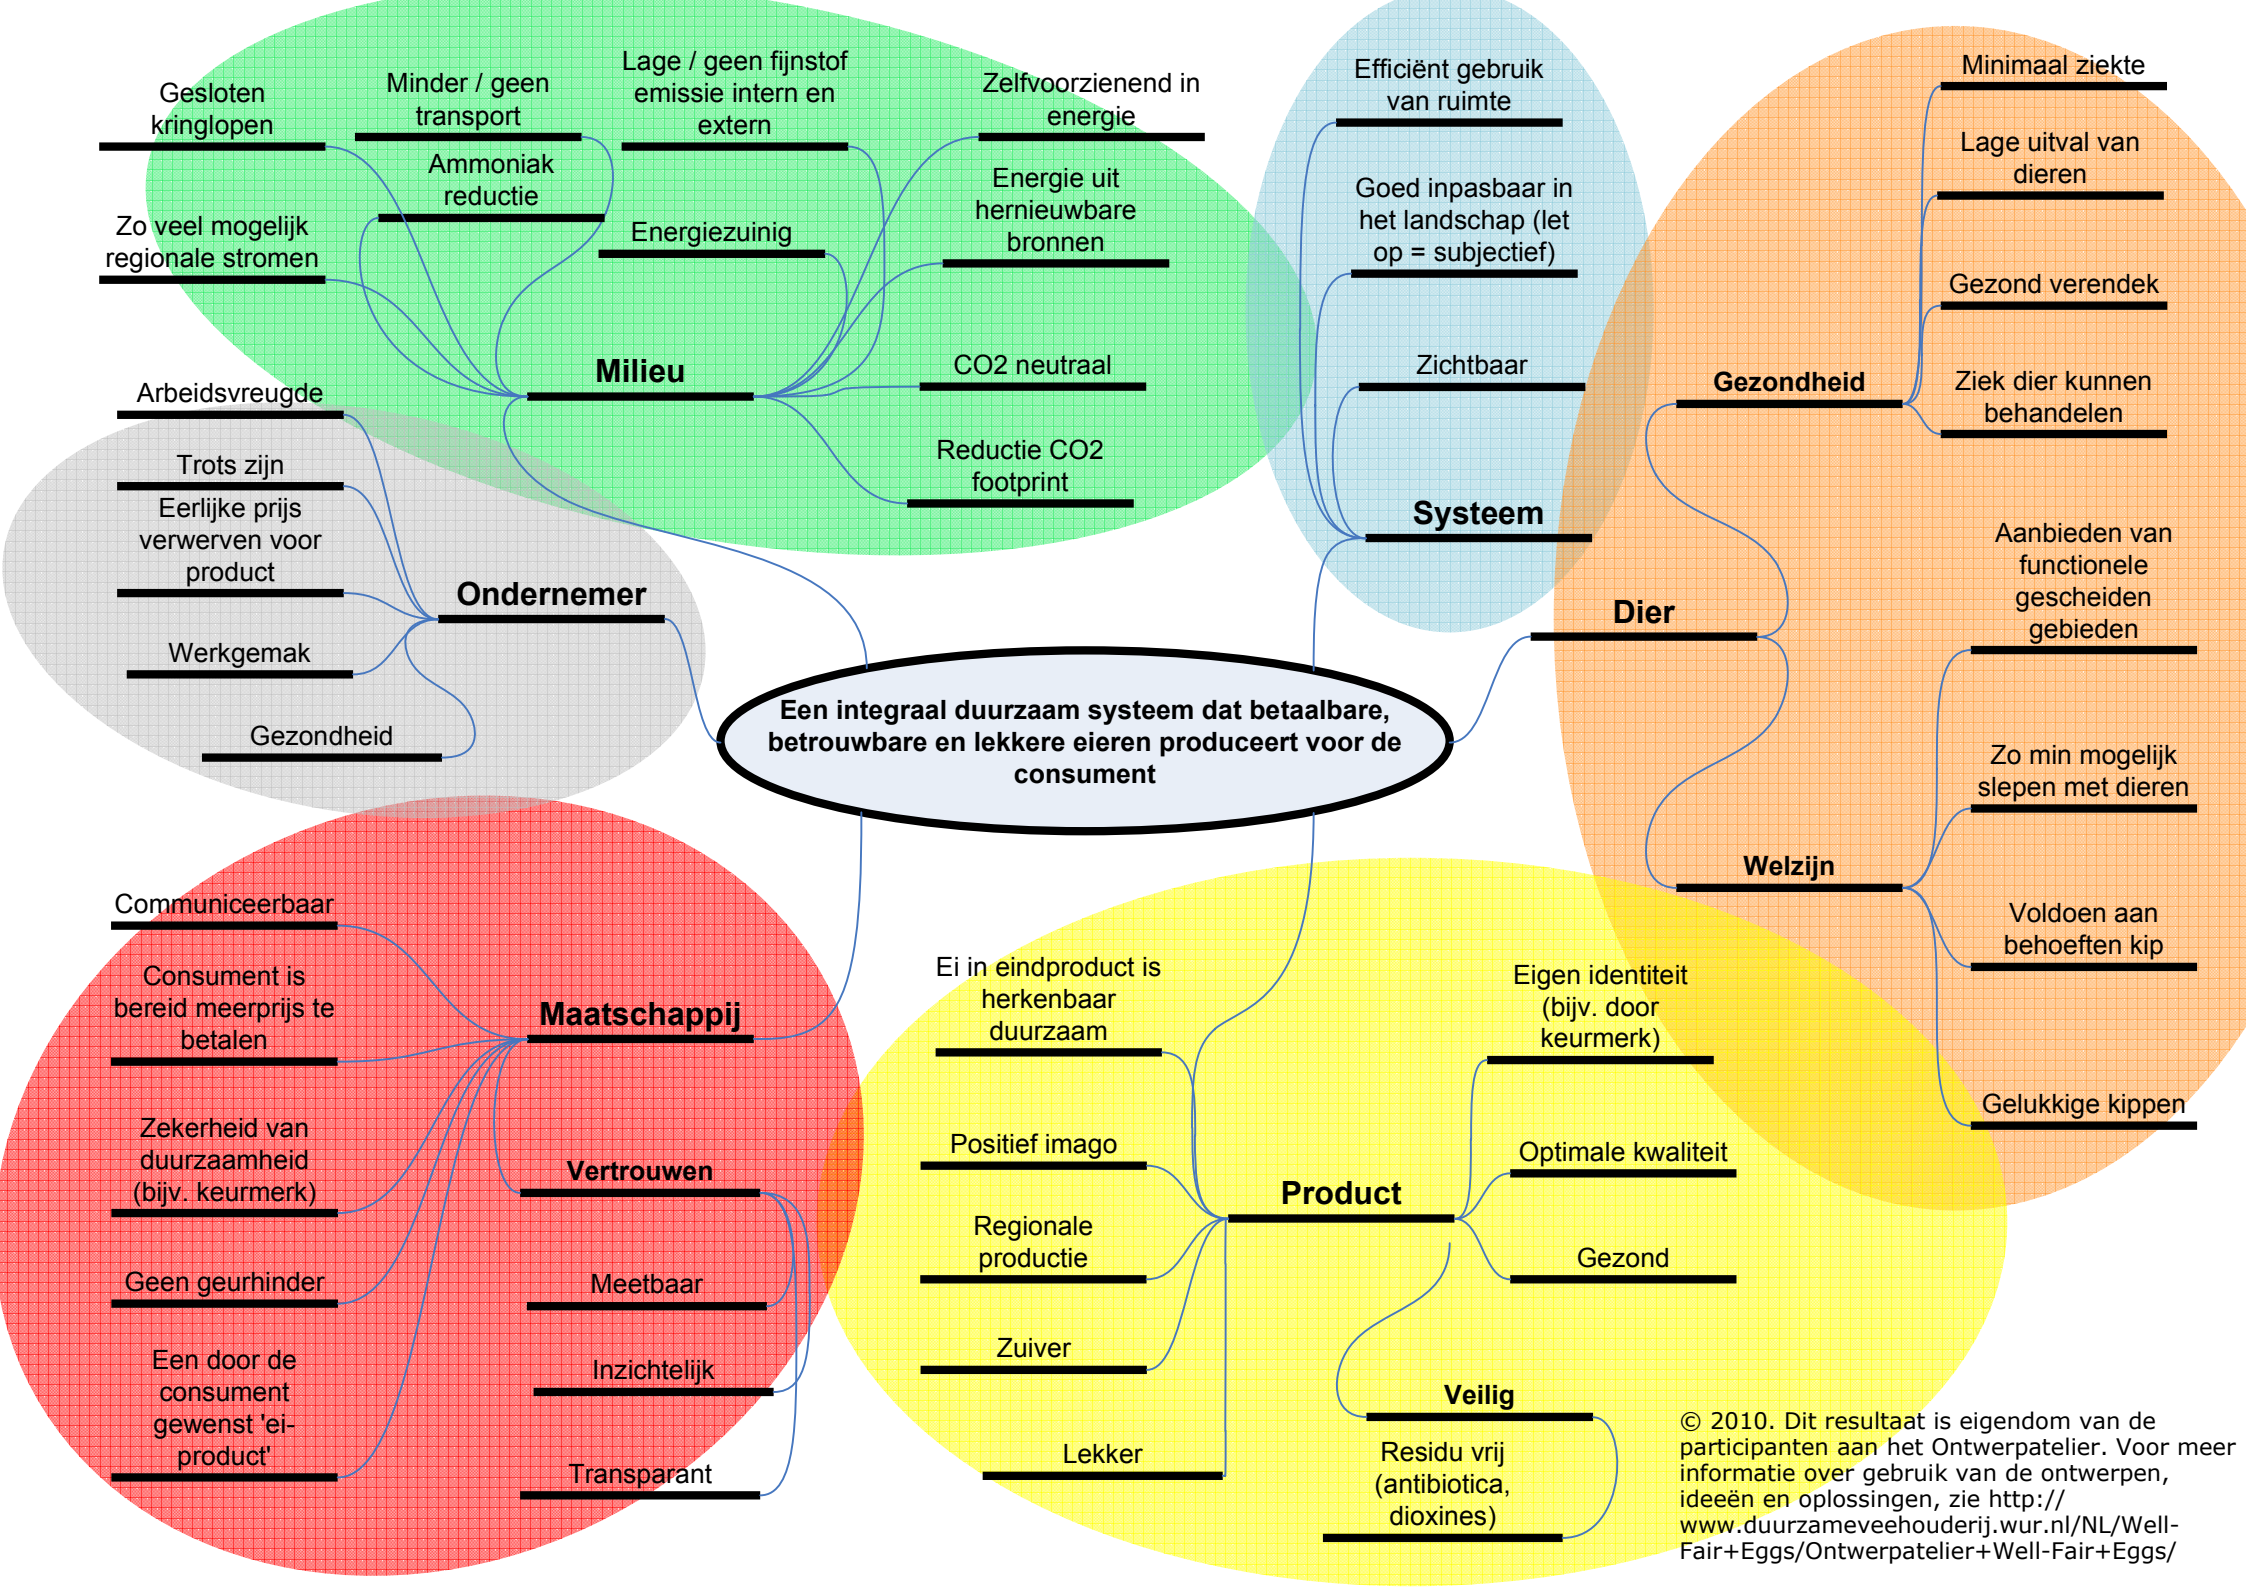 Gesloten
kringlopen
Minder / geen
transport
Lage / geen fijnstof
emissie intern en
extern
Zelfvoorzienend in
energie
Ammoniak
reductie
Zo veel mogelijk
regionale stromen
Energiezuinig
Energie uit
hernieuwbare
bronnen
Milieu
CO2 neutraal
Reductie CO2
footprint
Efficiënt gebruik
van ruimte
Goed inpasbaar in
het landschap (let
op = subjectief)
Zichtbaar
Systeem
Minimaal ziekte
Lage uitval van
dieren
Gezond verendek
Gezondheid
Ziek dier kunnen
behandelen
Dier
Aanbieden van
functionele
gescheiden
gebieden
Zo min mogelijk
slepen met dieren
Welzijn
Voldoen aan
behoeften kip
Gelukkige kippen
Arbeidsvreugde
Trots zijn
Eerlijke prijs
verwerven voor
product
Ondernemer
Werkgemak
Gezondheid
Een integraal duurzaam systeem dat betaalbare,
betrouwbare en lekkere eieren produceert voor de
consument
Communiceerbaar
Consument is
bereid meerprijs te
betalen
Maatschappij
Zekerheid van
duurzaamheid
(bijv. keurmerk)
Vertrouwen
Geen geurhinder
Meetbaar
Een door de
consument
gewenst 'ei-
product'
Inzichtelijk
Transparant
Ei in eindproduct is
herkenbaar
duurzaam
Eigen identiteit
(bijv. door
keurmerk)
Positief imago
Optimale kwaliteit
Product
Regionale
productie
Gezond
Zuiver
Veilig
Lekker
Residu vrij
(antibiotica,
dioxines)
© 2010. Dit resultaat is eigendom van de
participanten aan het Ontwerpatelier. Voor meer
informatie over gebruik van de ontwerpen,
ideeën en oplossingen, zie http://
www.duurzameveehouderij.wur.nl/NL/Well-
Fair+Eggs/Ontwerpatelier+Well-Fair+Eggs/